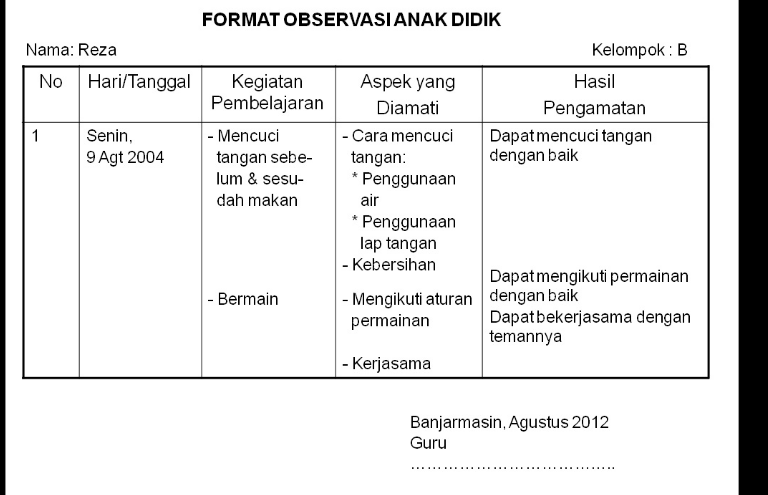 FORMAT OBSERVASI ANAK DIDIK
Nama: Reza
Kelompok : B
No
Hari/Tanggal
Kegiatan
Pembelajaran
Aspek yang
Diamati
Hasil
Pengamatan
1
Senin,
9 Agt 2004
- Mencuci
tangan sebe-
lum & sesu-
dah makan
- Bermain
- Cara mencuci
tangan:
* Penggunaan
air
* Penggunaan
lap tangan
- Kebersihan
- Mengikuti aturan
permainan
- Kerjasama
Dapat mencuci tangan
dengan baik
Dapat mengikuti permainan
dengan baik
Dapat bekerjasama dengan
temannya
Banjarmasin, Agustus 2012
Guru
……………………………….